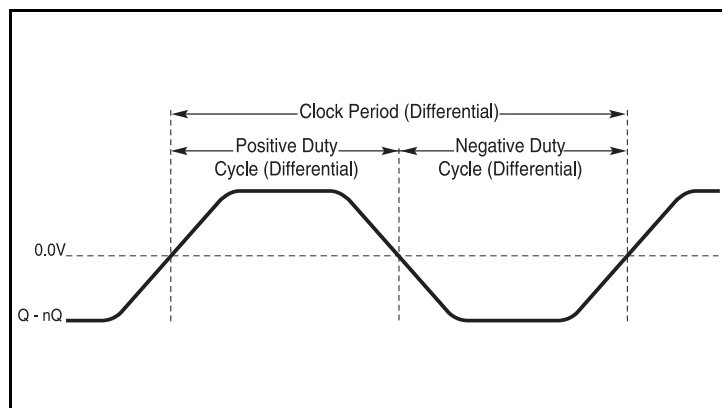 Clock Period (Differential)
Positive Duty
Cycle (Differential)
Negative Duty
Cycle (Differential)
0.0V
Q - nQ